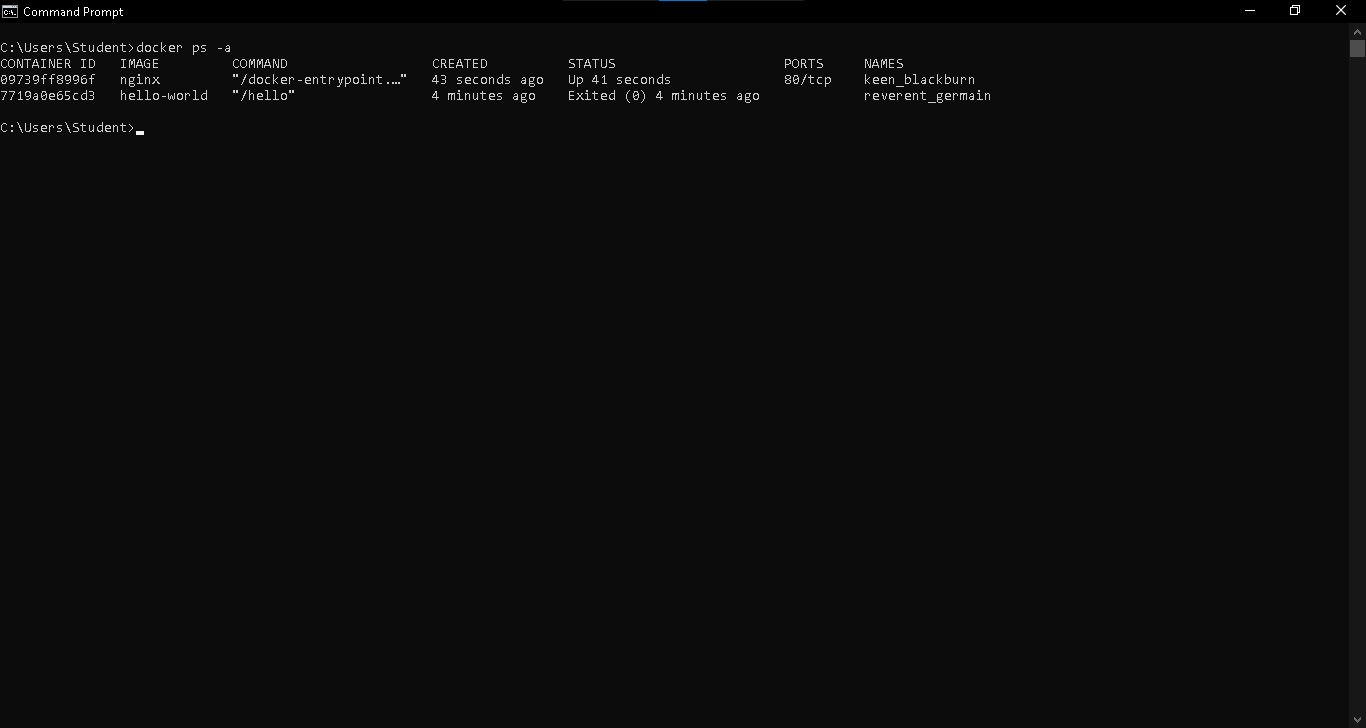 Command Prompt
C:\Users\Student>docker ps -a
CONTAINER ID   IMAGE         COMMAND                  CREATED          STATUS                     PORTS     NAMES
09739ff8996f   nginx         "/docker-entrypoint.…"   43 seconds ago   Up 41 seconds              80/tcp    keen_blackburn
7719a0e65cd3   hello-world   "/hello"                 4 minutes ago    Exited (0) 4 minutes ago             reverent_germain
C:\Users\Student>